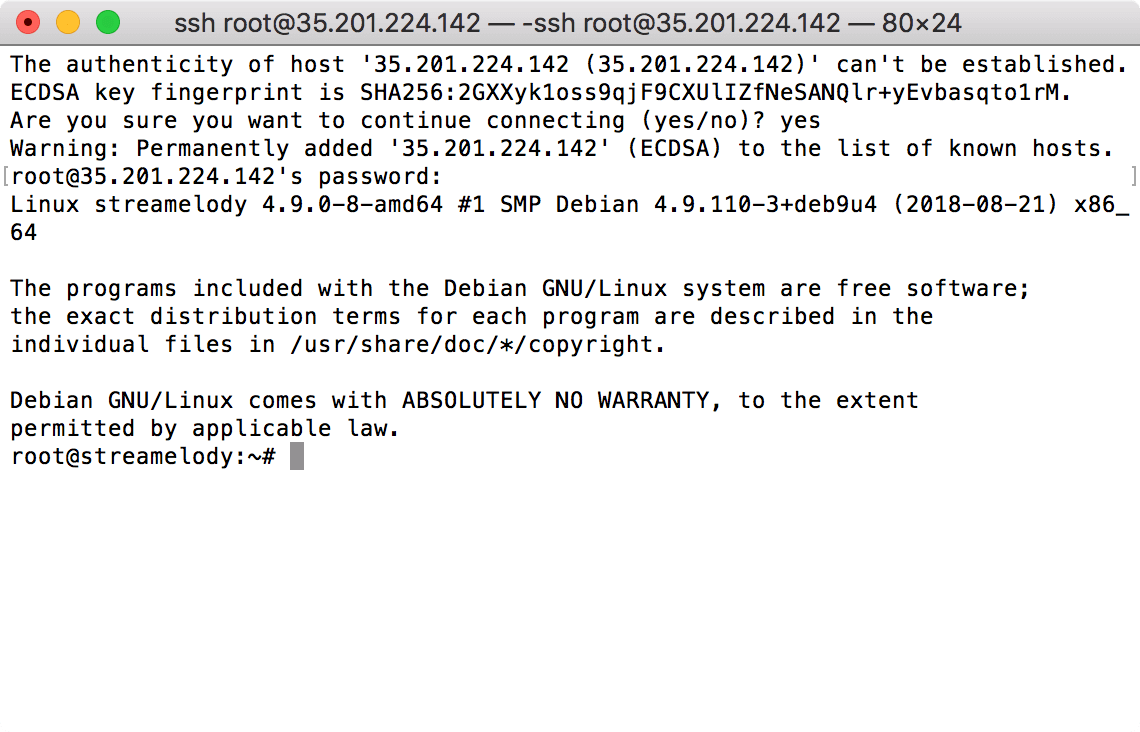 ssh root@35.201.224.142 — -ssh root@35.201.224.142 — 80×24
The authenticity of host '35.201.224.142 (35.201.224.142)' can't be established.
ECDSA key fingerprint is SHA256:2GXXyk1oss9qjF9CXUlIZfNeSANQlr+yEvbasqto1rM.
Are you sure you want to continue connecting (yes/no)? yes
Warning: Permanently added '35.201.224.142' (ECDSA) to the list of known hosts.
[root@35.201.224.142's password: ]
Linux streamelody 4.9.0-8-amd64 #1 SMP Debian 4.9.110-3+deb9u4 (2018-08-21) x86_
64
The programs included with the Debian GNU/Linux system are free software;
the exact distribution terms for each program are described in the
individual files in /usr/share/doc/*/copyright.
Debian GNU/Linux comes with ABSOLUTELY NO WARRANTY, to the extent
permitted by applicable law.
root@streamelody:~#